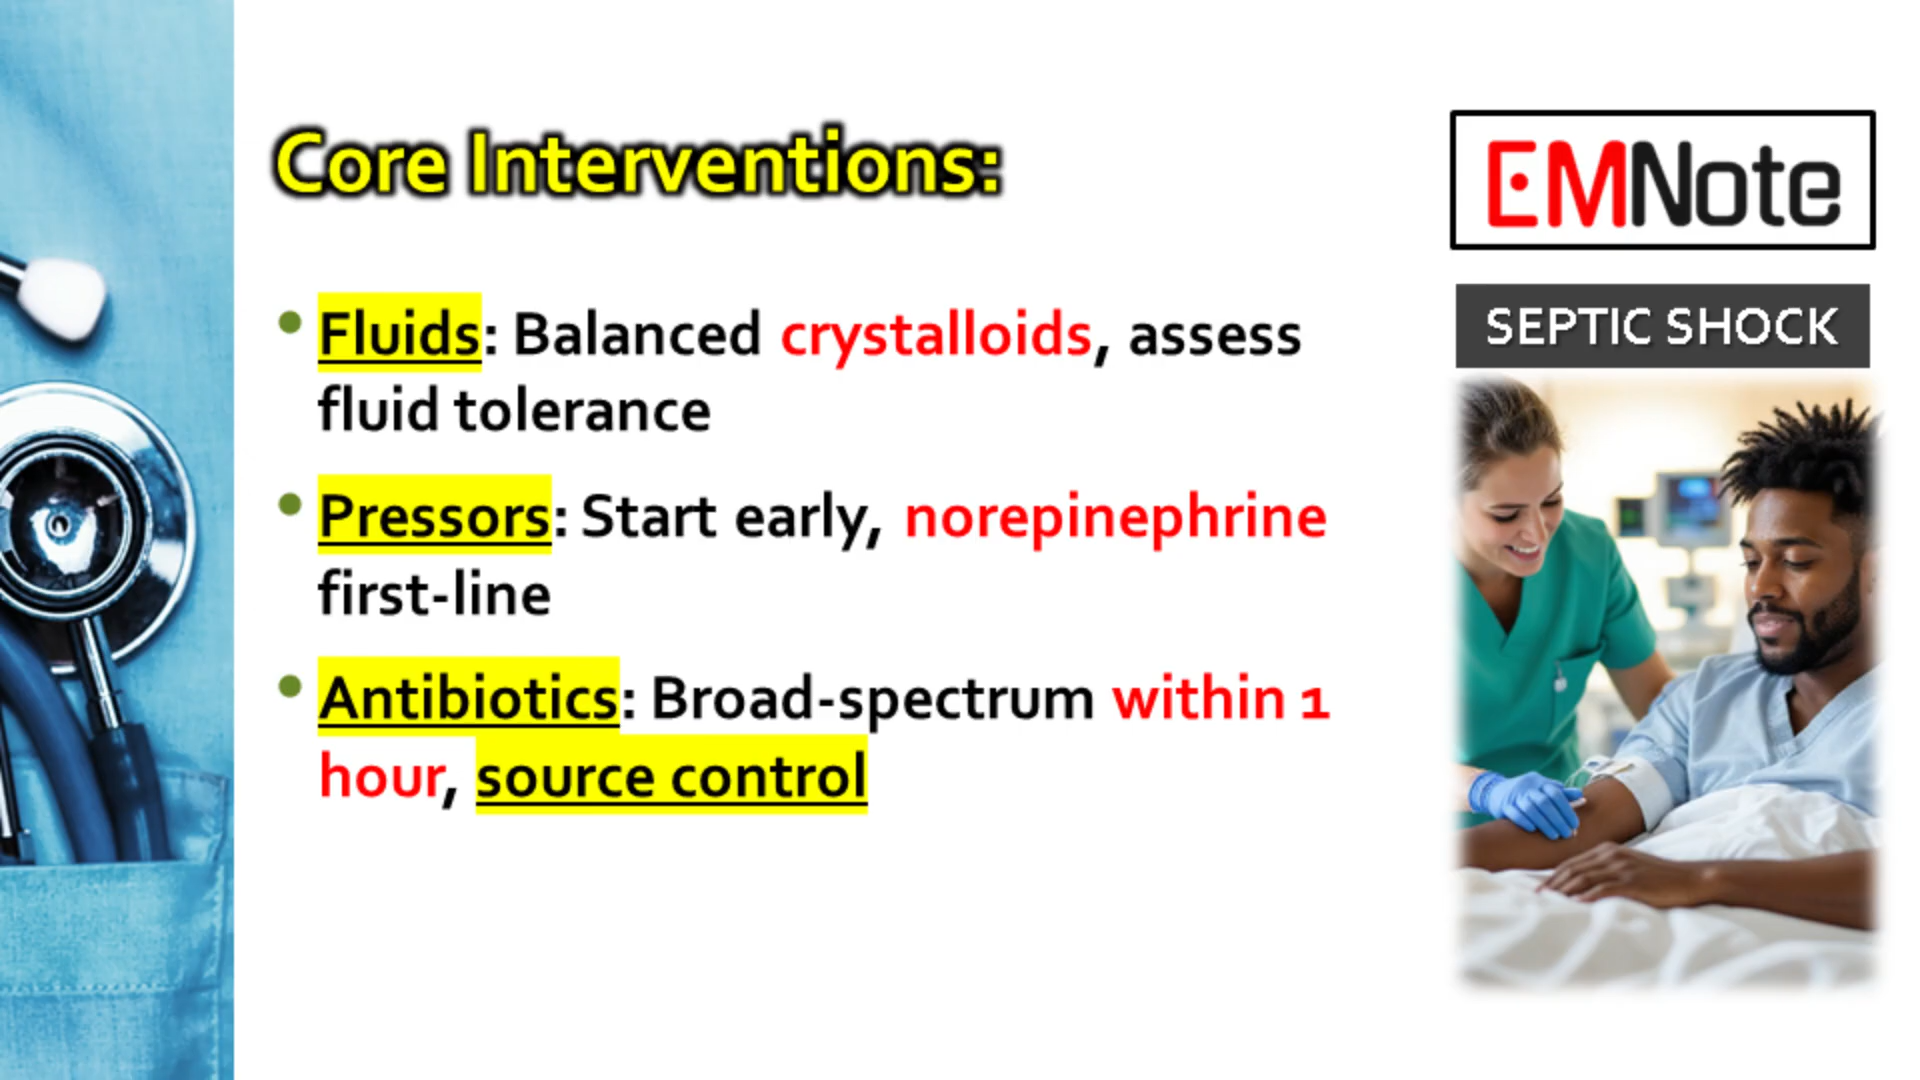 Core Interventions:
• Fluids: Balanced crystalloids, assess
fluid tolerance
• Pressors: Start early, norepinephrine
first-line
• Antibiotics: Broad-spectrum within 1
hour, source control
EMNote
SEPTIC SHOCK